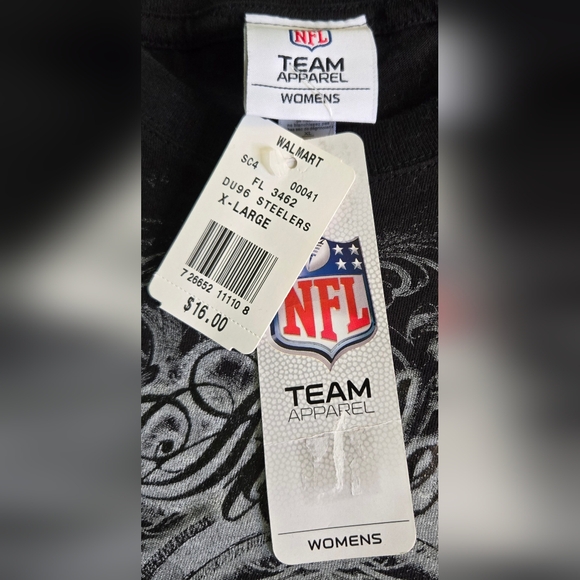 NFL
TEAM
APPAREL
WOMENS
WALMART
SC4 00041
FL 3462
DU96 STEELERS
X-LARGE
7 26652 11110 8
$16.00
NFL
TEAM
APPAREL
WOMENS